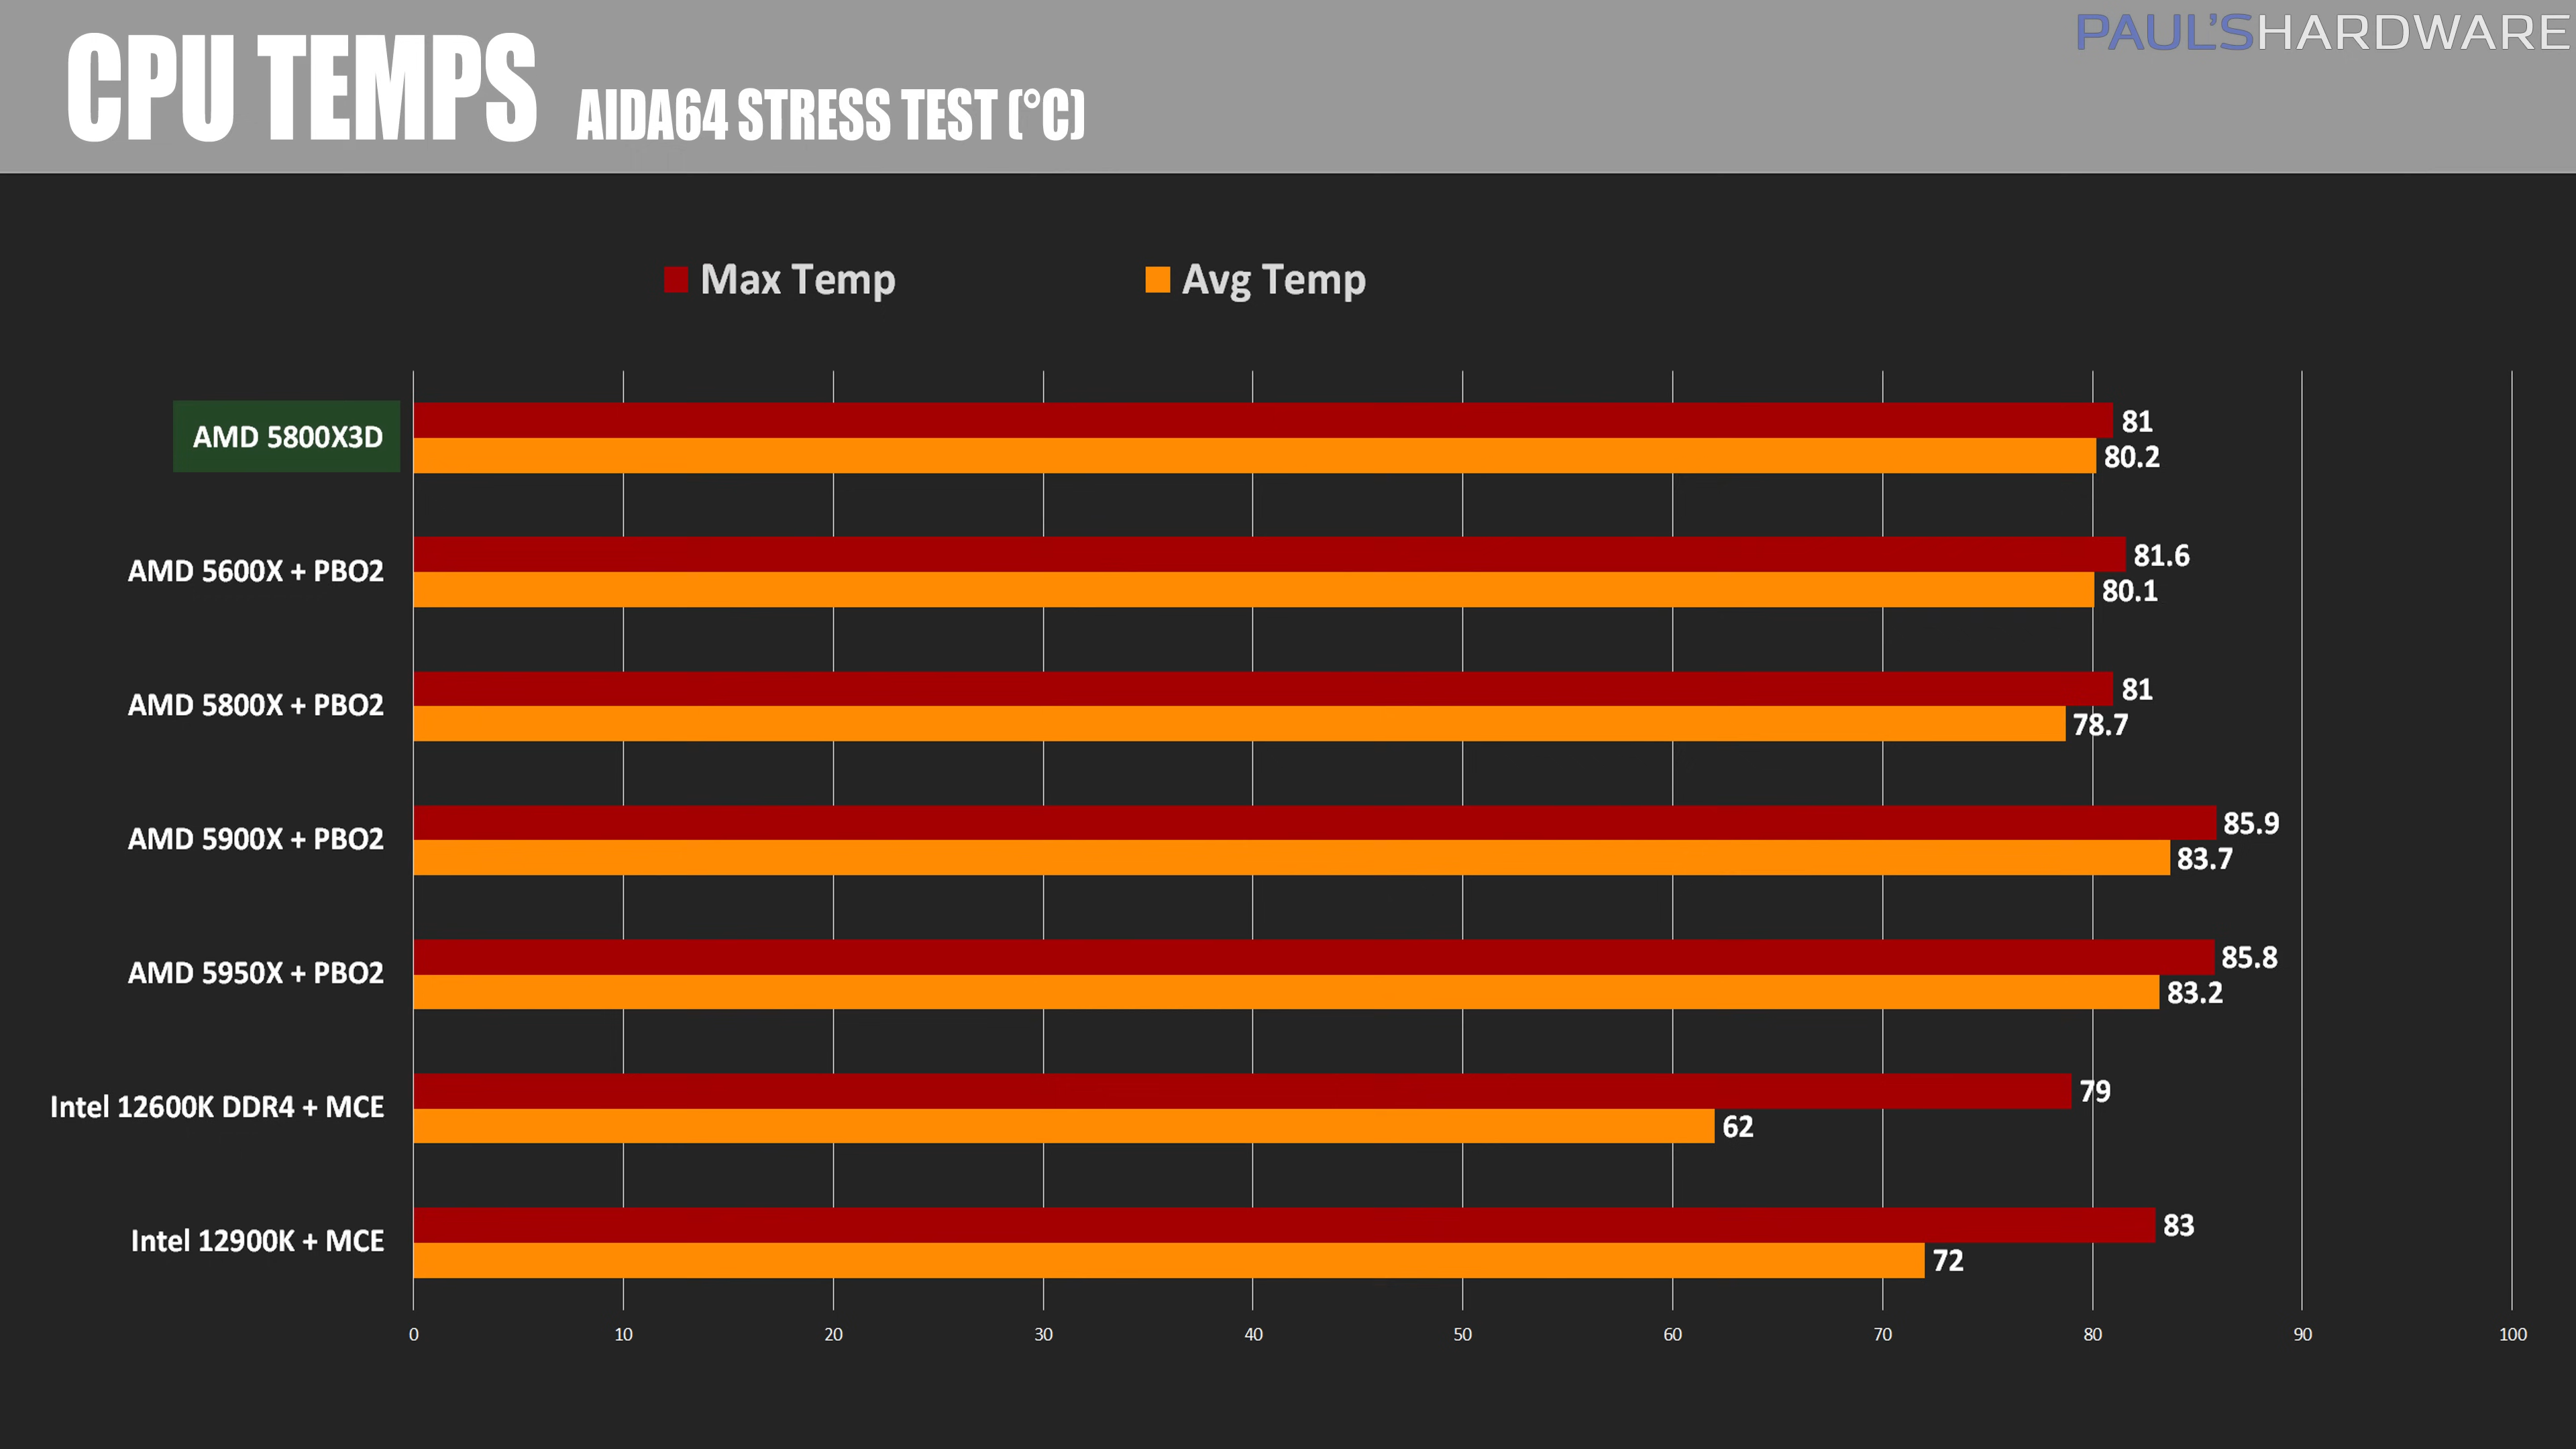 CPU TEMPS AIDA64 STRESS TEST (°C)
PAUL'SHARDWARE
Max Temp Avg Temp
AMD 5800X3D 81
80.2
AMD 5600X + PBO2 81.6
80.1
AMD 5800X + PBO2 81
78.7
AMD 5900X + PBO2 85.9
83.7
AMD 5950X + PBO2 85.8
83.2
Intel 12600K DDR4 + MCE 79
62
Intel 12900K + MCE 83
72
0 10 20 30 40 50 60 70 80 90 100